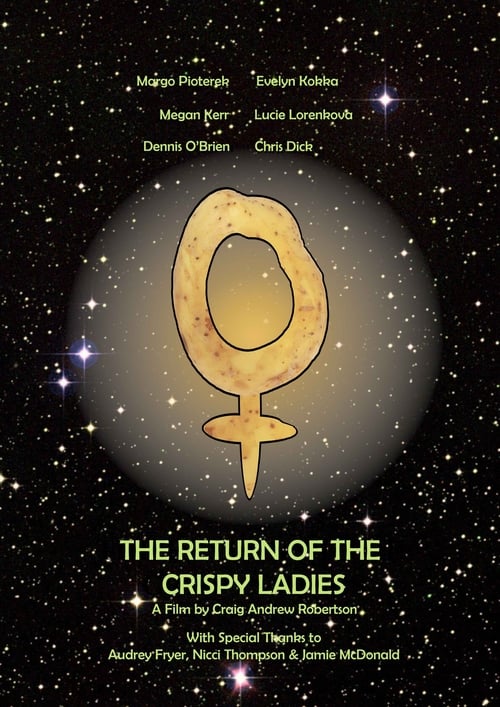 Margo Pioterek Evelyn Kokka
Megan Kerr Lucie Lorenkova
Dennis O'Brien Chris Dick
THE RETURN OF THE
CRISPY LADIES
A Film by Craig Andrew Robertson
With Special Thanks to
Audrey Fryer, Nicci Thompson & Jamie McDonald